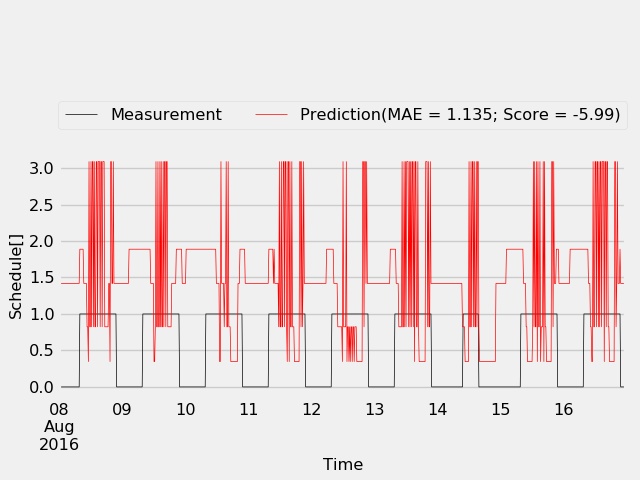 Measurement
Prediction(MAE = 1.135; Score = -5.99)
Schedule[]
3.0
2.5
2.0
1.5
1.0
0.5
0.0
08 09 10 11 12 13 14 15 16
Aug
2016
Time